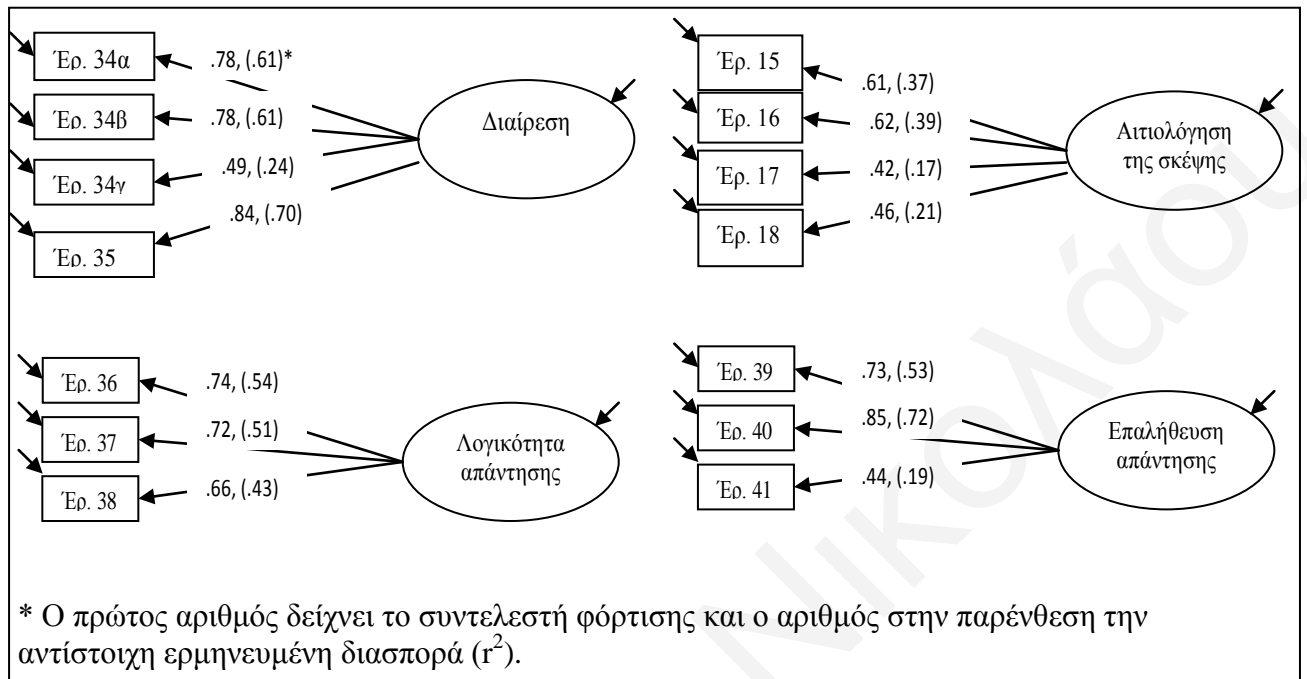 Έρ. 34α
.78, (.61)*
Έρ. 34β
.78, (.61)
Έρ. 34γ
.49, (.24)
Έρ. 35
.84, (.70)
Διαίρεση
Έρ. 15
.61, (.37)
Έρ. 16
.62, (.39)
Έρ. 17
.42, (.17)
Έρ. 18
.46, (.21)
Αιτιολόγηση
της σκέψης
Έρ. 36
.74, (.54)
Έρ. 37
.72, (.51)
Έρ. 38
.66, (.43)
Λογικότητα
απάντησης
Έρ. 39
.73, (.53)
Έρ. 40
.85, (.72)
Έρ. 41
.44, (.19)
Επαλήθευση
απάντησης
* Ο πρώτος αριθμός δείχνει το συντελεστή φόρτισης και ο αριθμός στην παρένθεση την
αντίστοιχη ερμηνευμένη διασπορά (r²).
Νικολάου